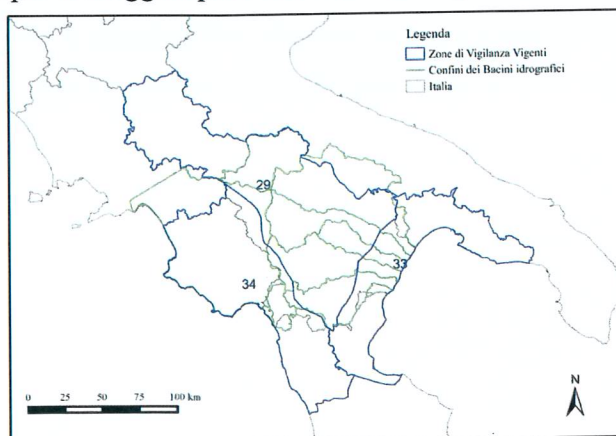 Legenda
Zone di Vigilanza Vigenti
Confini dei Bacini idrografici
Italia
29
33
34
N
0 25 50 75 100 km